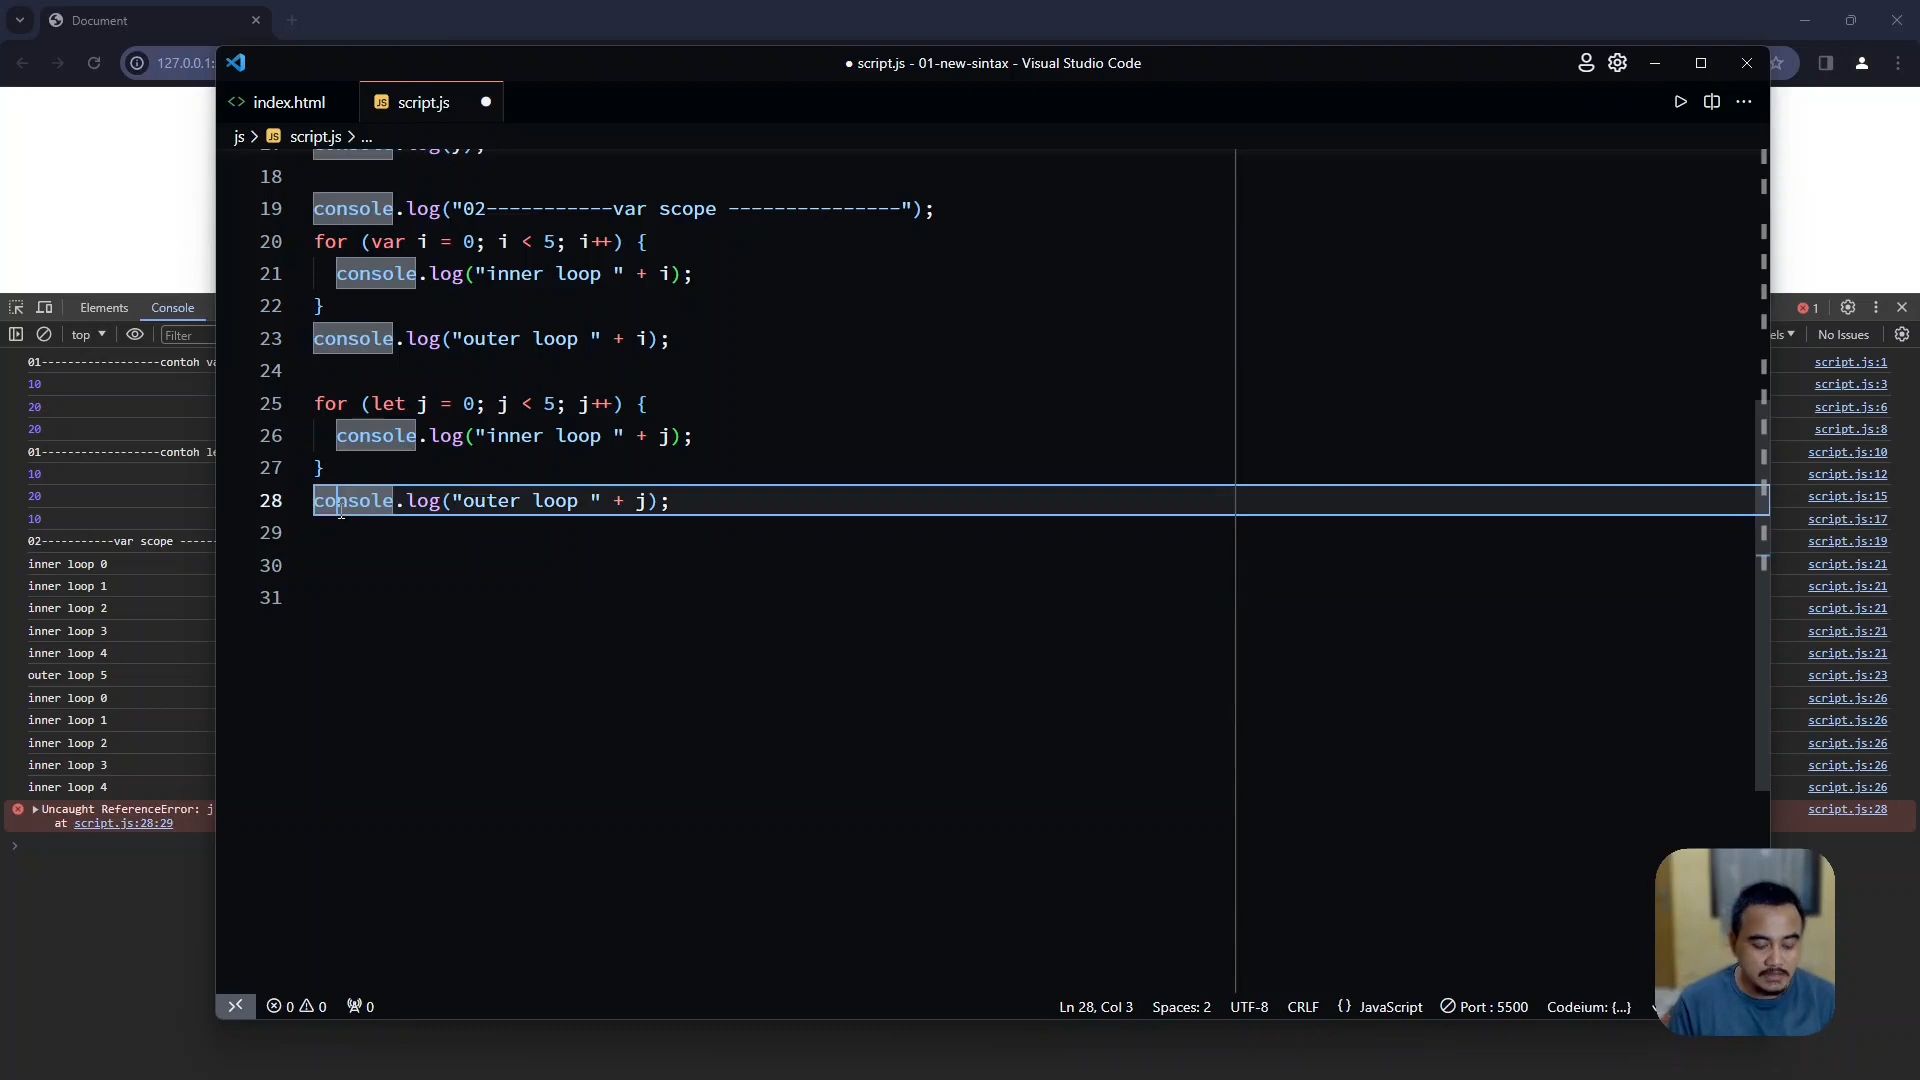 Document
127.0.0.1:
● script.js - 01-new-sintax - Visual Studio Code
index.html
JS script.js
js > JS script.js > ...
18
19 console.log("02-----------var scope ---------------");
20 for (var i = 0; i < 5; i++) {
21 console.log("inner loop " + i);
22 }
23 console.log("outer loop " + i);
24
25 for (let j = 0; j < 5; j++) {
26 console.log("inner loop " + j);
27 }
28 console.log("outer loop " + j);
29
30
31
Elements Console
1
top
Filter
els
No Issues
01------------------contoh va script.js:1
10 script.js:3
20 script.js:6
20 script.js:8
01------------------contoh le script.js:10
10 script.js:12
20 script.js:15
10 script.js:17
02-----------var scope ----- script.js:19
inner loop 0 script.js:21
inner loop 1 script.js:21
inner loop 2 script.js:21
inner loop 3 script.js:21
inner loop 4 script.js:21
outer loop 5 script.js:23
inner loop 0 script.js:26
inner loop 1 script.js:26
inner loop 2 script.js:26
inner loop 3 script.js:26
inner loop 4 script.js:26
Uncaught ReferenceError: j script.js:28
at script.js:28:29
0 0 0
Ln 28, Col 3 Spaces: 2 UTF-8 CRLF {} JavaScript Port : 5500 Codeium: {...}